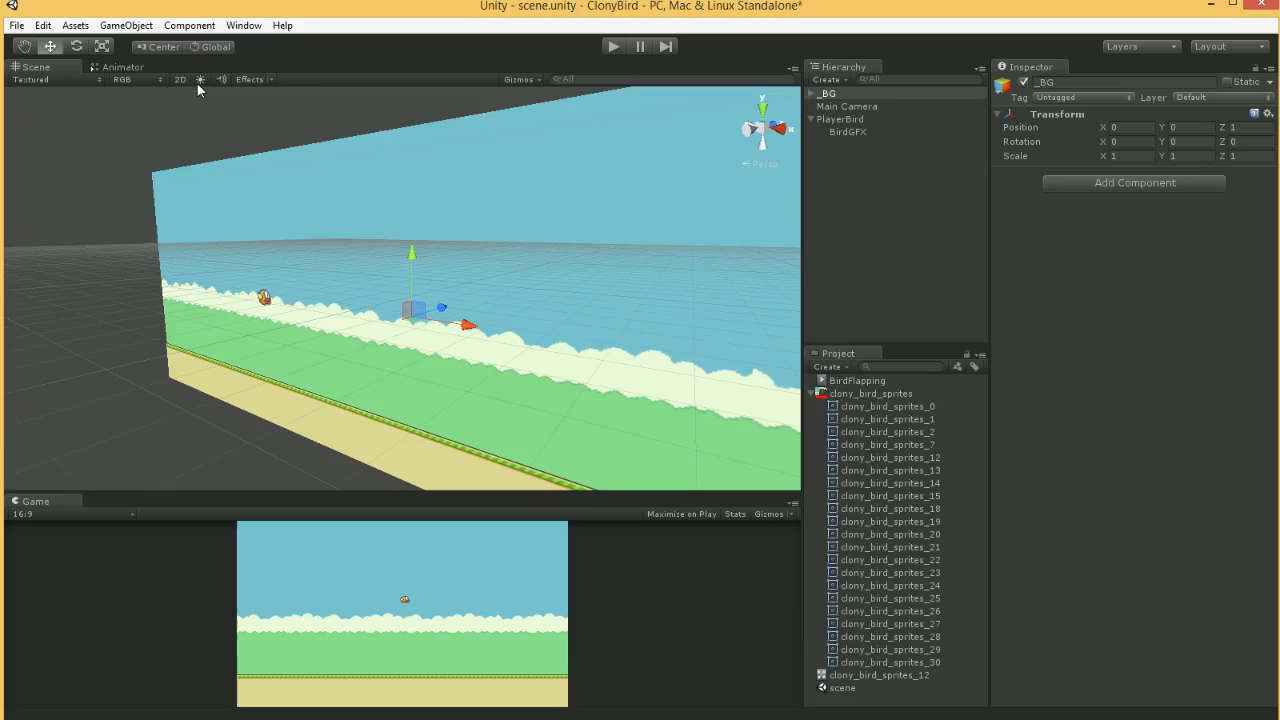 Unity - scene.unity - ClonyBird - PC, Mac & Linux Standalone*
File Edit Assets GameObject Component Window Help
Center Global Layers Layout
Scene Animator
Textured RGB 2D Effects Gizmos All
y
x
Persp
Hierarchy
Create All
_BG
Main Camera
PlayerBird
BirdGFX
Inspector
_BG Static
Tag Untagged Layer Default
Transform
Position X 0 Y 0 Z 1
Rotation X 0 Y 0 Z 0
Scale X 1 Y 1 Z 1
Add Component
Project
Create
BirdFlapping
clony_bird_sprites
clony_bird_sprites_0
clony_bird_sprites_1
clony_bird_sprites_2
clony_bird_sprites_7
clony_bird_sprites_12
clony_bird_sprites_13
clony_bird_sprites_14
clony_bird_sprites_15
clony_bird_sprites_18
clony_bird_sprites_19
clony_bird_sprites_20
clony_bird_sprites_21
clony_bird_sprites_22
clony_bird_sprites_23
clony_bird_sprites_24
clony_bird_sprites_25
clony_bird_sprites_26
clony_bird_sprites_27
clony_bird_sprites_28
clony_bird_sprites_29
clony_bird_sprites_30
clony_bird_sprites_12
scene
Game
16:9 Maximize on Play Stats Gizmos